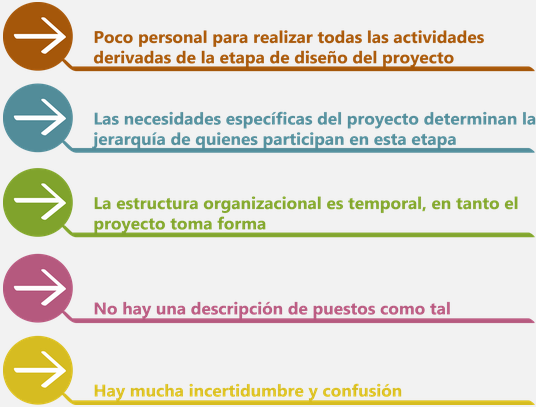 Poco personal para realizar todas las actividades
derivadas de la etapa de diseño del proyecto
Las necesidades específicas del proyecto determinan la
jerarquía de quienes participan en esta etapa
La estructura organizacional es temporal, en tanto el
proyecto toma forma
No hay una descripción de puestos como tal
Hay mucha incertidumbre y confusión